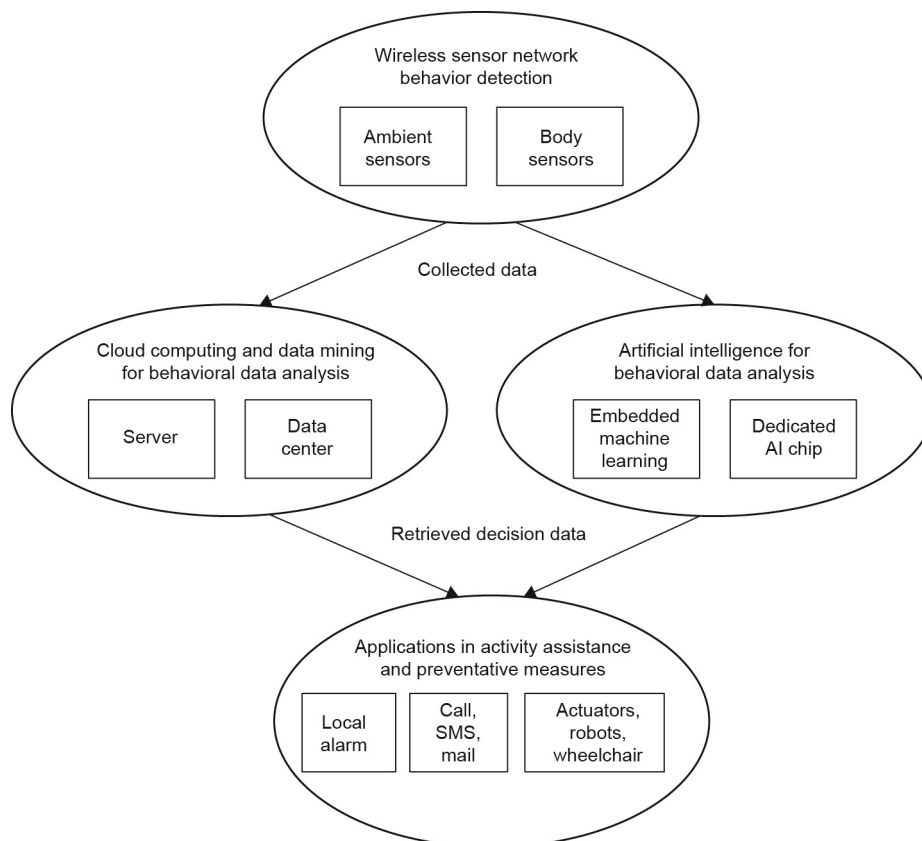 Wireless sensor network
behavior detection
Ambient
sensors
Body
sensors
Collected data
Cloud computing and data mining
for behavioral data analysis
Server
Data
center
Artificial intelligence for
behavioral data analysis
Embedded
machine
learning
Dedicated
AI chip
Retrieved decision data
Applications in activity assistance
and preventative measures
Local
alarm
Call,
SMS,
mail
Actuators,
robots,
wheelchair